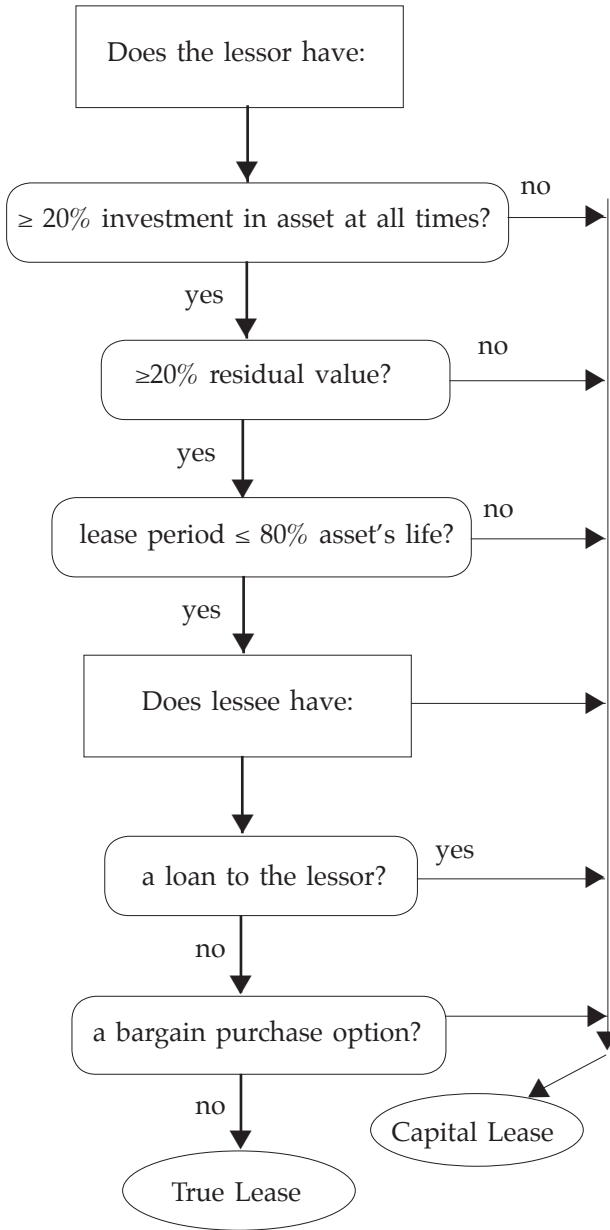 Does the lessor have:
no
≥ 20% investment in asset at all times?
yes
no
≥20% residual value?
yes
no
lease period ≤ 80% asset's life?
yes
Does lessee have:
yes
a loan to the lessor?
no
a bargain purchase option?
no
Capital Lease
True Lease